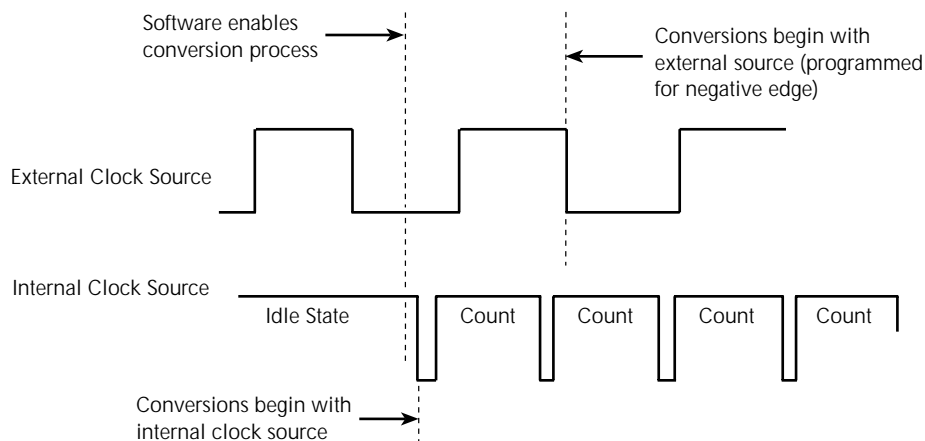 Software enables
conversion process
Conversions begin with
external source (programmed
for negative edge)
External Clock Source
Internal Clock Source
Idle State
Count
Count
Count
Count
Conversions begin with
internal clock source